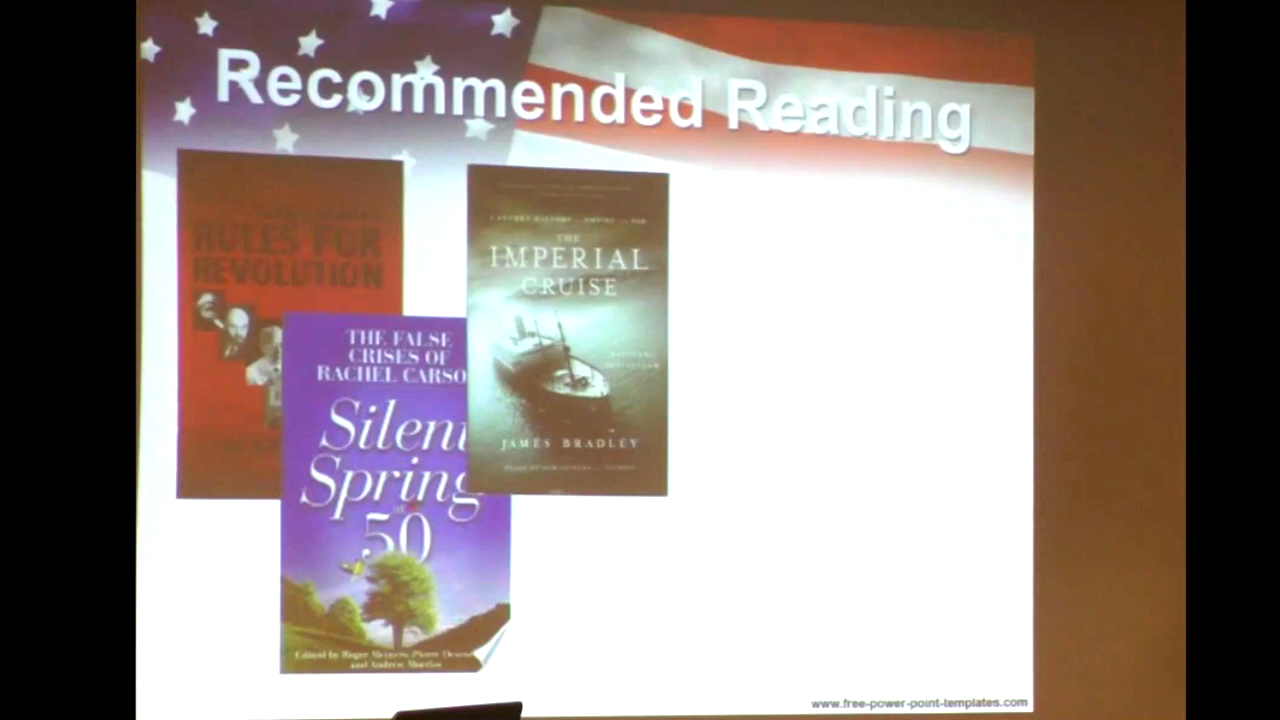 Recommended Reading
RULES FOR
REVOLUTION
THE FALSE
CRISES OF
RACHEL CARSO
Silent
Spring
at
50
Edited by Roger Meiners, Pierre
and Andrew Morriss
THE
IMPERIAL
CRUISE
JAMES BRADLEY
www.free-power-point-templates.com